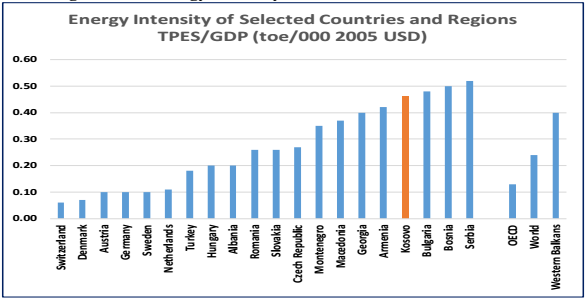 Energy Intensity of Selected Countries and Regions
TPES/GDP (toe/000 2005 USD)
0.60
0.50
0.40
0.30
0.20
0.10
0.00
Switzerland
Denmark
Austria
Germany
Sweden
Netherlands
Turkey
Hungary
Albania
Romania
Slovakia
Czech Republic
Montenegro
Macedonia
Georgia
Armenia
Kosovo
Bulgaria
Bosnia
Serbia
OECD
World
Western Balkans